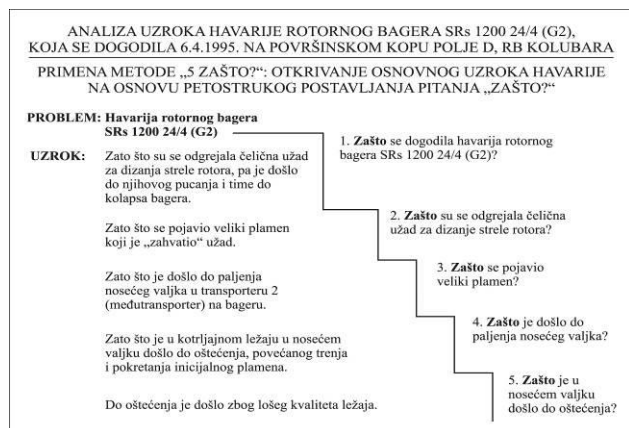 ANALIZA UZROKA HAVARIJE ROTORNOG BAGERA SRs 1200 24/4 (G2),
KOJA SE DOGODILA 6.4.1995. NA POVRŠINSKOM KOPU POLJE D, RB KOLUBARA
PRIMENA METODE „5 ZAŠTO?“: OTKRIVANJE OSNOVNOG UZROKA HAVARIJE
NA OSNOVU PETOSTRUKOG POSTAVLJANJA PITANJA „ZAŠTO?“
PROBLEM: Havarija rotornog bagera
SRs 1200 24/4 (G2)
1. Zašto se dogodila havarija rotornog
bagera SRs 1200 24/4 (G2)?
UZROK: Zato što su se odgrejala čelična užad
za dizanja strele rotora, pa je došlo
do njihovog pucanja i time do
kolapsa bagera.
2. Zašto su se odgrejala čelična
užad za dizanje strele rotora?
Zato što se pojavio veliki plamen
koji je „zahvatio“ užad.
3. Zašto se pojavio
veliki plamen?
Zato što je došlo do paljenja
nosećeg valjka u transporteru 2
(međutransporter) na bageru.
4. Zašto je došlo do
paljenja nosećeg valjka?
Zato što je u kotrljajnom ležaju u nosećem
valjku došlo do oštećenja, povećanog trenja
i pokretanja inicijalnog plamena.
5. Zašto je u
nosećem valjku
došlo do oštećenja?
Do oštećenja je došlo zbog lošeg kvaliteta ležaja.